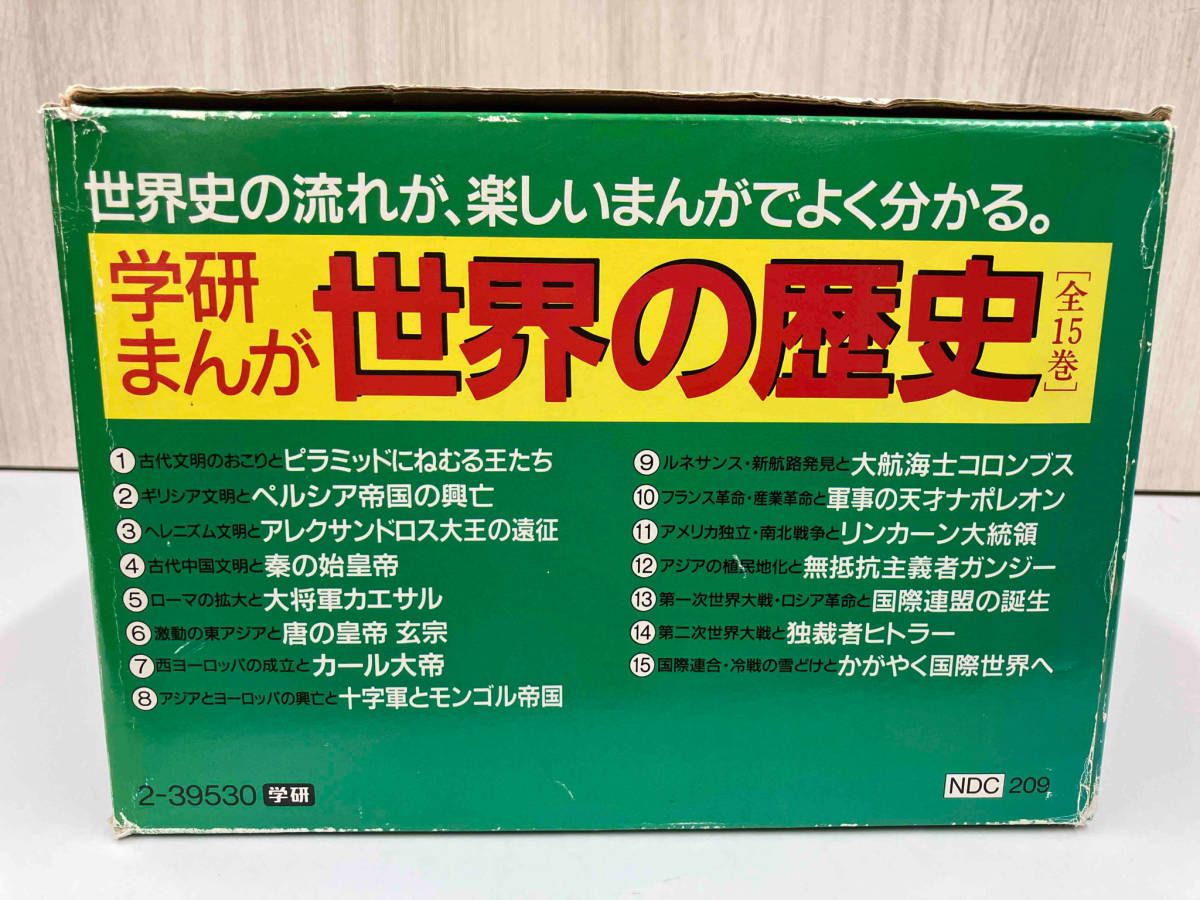 世界史の流れが、楽しいまんがでよく分かる。
学研
まんが
世界の歴史
[全15巻]
①古代文明のおこりとピラミッドにねむる王たち
②ギリシア文明とペルシア帝国の興亡
③ヘレニズム文明とアレクサンドロス大王の遠征
④古代中国文明と秦の始皇帝
⑤ローマの拡大と大将軍カエサル
⑥激動の東アジアと唐の皇帝 玄宗
⑦西ヨーロッパの成立とカール大帝
⑧アジアとヨーロッパの興亡と十字軍とモンゴル帝国
⑨ルネサンス・新航路発見と大航海士コロンブス
⑩フランス革命・産業革命と軍事の天才ナポレオン
⑪アメリカ独立・南北戦争とリンカーン大統領
⑫アジアの植民地化と無抵抗主義者ガンジー
⑬第一次世界大戦・ロシア革命と国際連盟の誕生
⑭第二次世界大戦と独裁者ヒトラー
⑮国際連合・冷戦の雪どけとかがやく国際世界へ
2-39530 学研
NDC 209